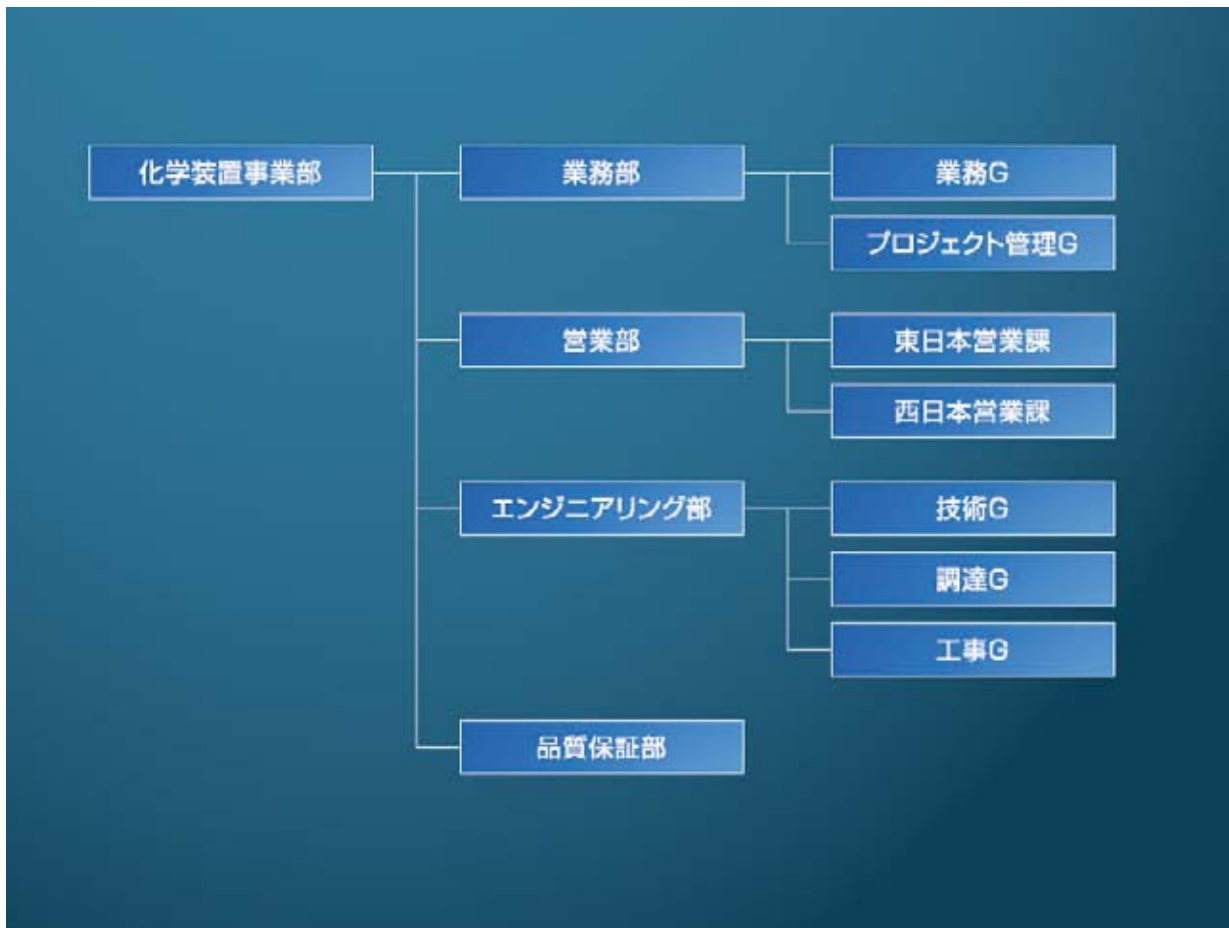 化学装置事業部
業務部
業務G
プロジェクト管理G
営業部
東日本営業課
西日本営業課
エンジニアリング部
技術G
調達G
工事G
品質保証部